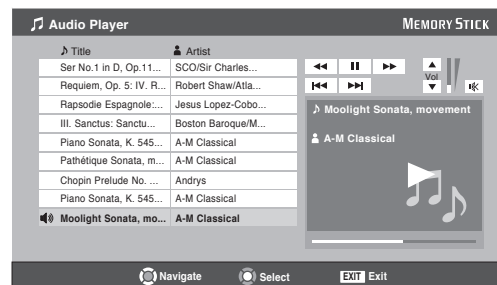 Audio Player
MEMORY STICK
Title Artist
Ser No.1 in D, Op.11... SCO/Sir Charles...
Requiem, Op. 5: IV. R... Robert Shaw/Atla...
Rapsodie Espagnole:... Jesus Lopez-Cobo...
III. Sanctus: Sanctu... Boston Baroque/M...
Piano Sonata, K. 545... A-M Classical
Pathétique Sonata, m... A-M Classical
Chopin Prelude No. ... Andrys
Piano Sonata, K. 545... A-M Classical
Moolight Sonata, mo... A-M Classical
Vol
Moolight Sonata, movement
A-M Classical
Navigate Select EXIT Exit